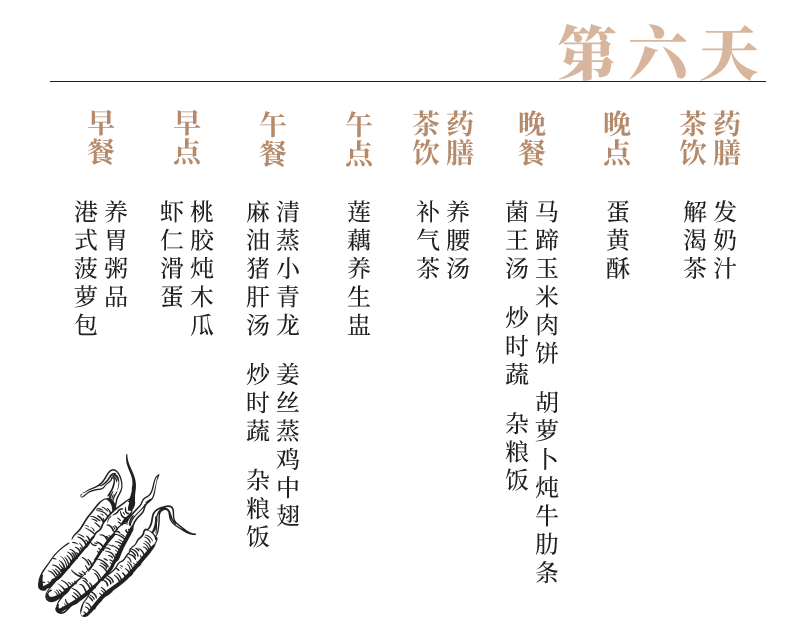 第六天
早餐
养胃粥品
港式菠萝包
早点
桃胶炖木瓜
虾仁滑蛋
午餐
清蒸小青龙 姜丝蒸鸡中翅
麻油猪肝汤 炒时蔬 杂粮饭
午点
莲藕养生盅
药膳
茶饮
养腰汤
补气茶
晚餐
马蹄玉米肉饼 胡萝卜炖牛肋条
菌王汤 炒时蔬 杂粮饭
晚点
蛋黄酥
药膳
茶饮
发奶汁
解渴茶